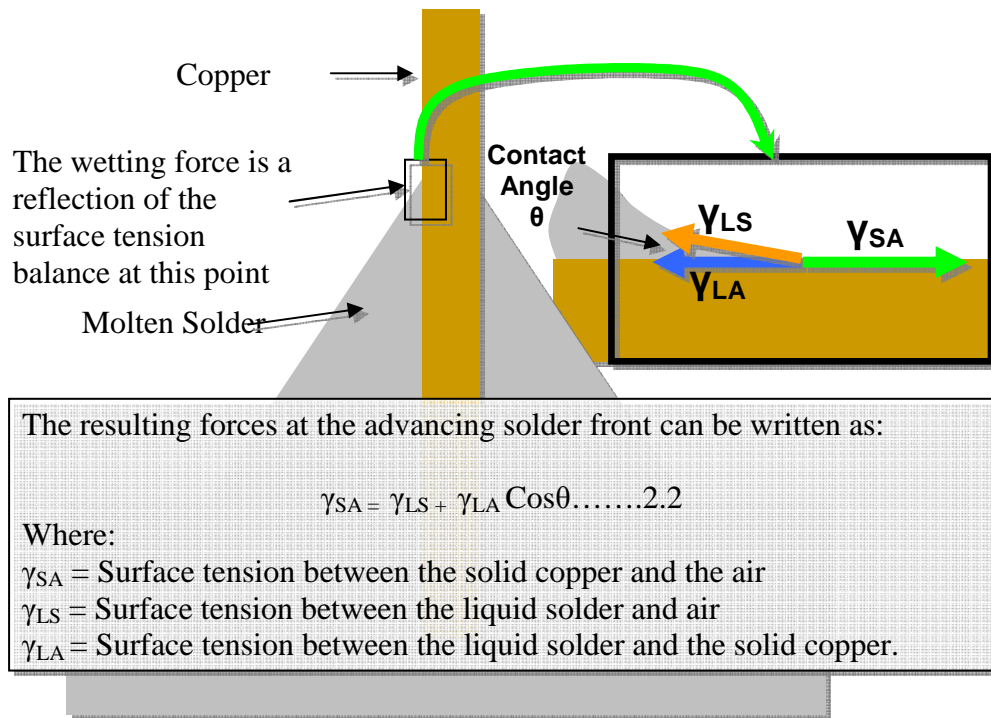 Copper
The wetting force is a
reflection of the
surface tension
balance at this point
Molten Solder
Contact
Angle
θ
γLS
γSA
γLA
The resulting forces at the advancing solder front can be written as:
γSA = γLS + γLA Cosθ…….2.2
Where:
γSA = Surface tension between the solid copper and the air
γLS = Surface tension between the liquid solder and air
γLA = Surface tension between the liquid solder and the solid copper.